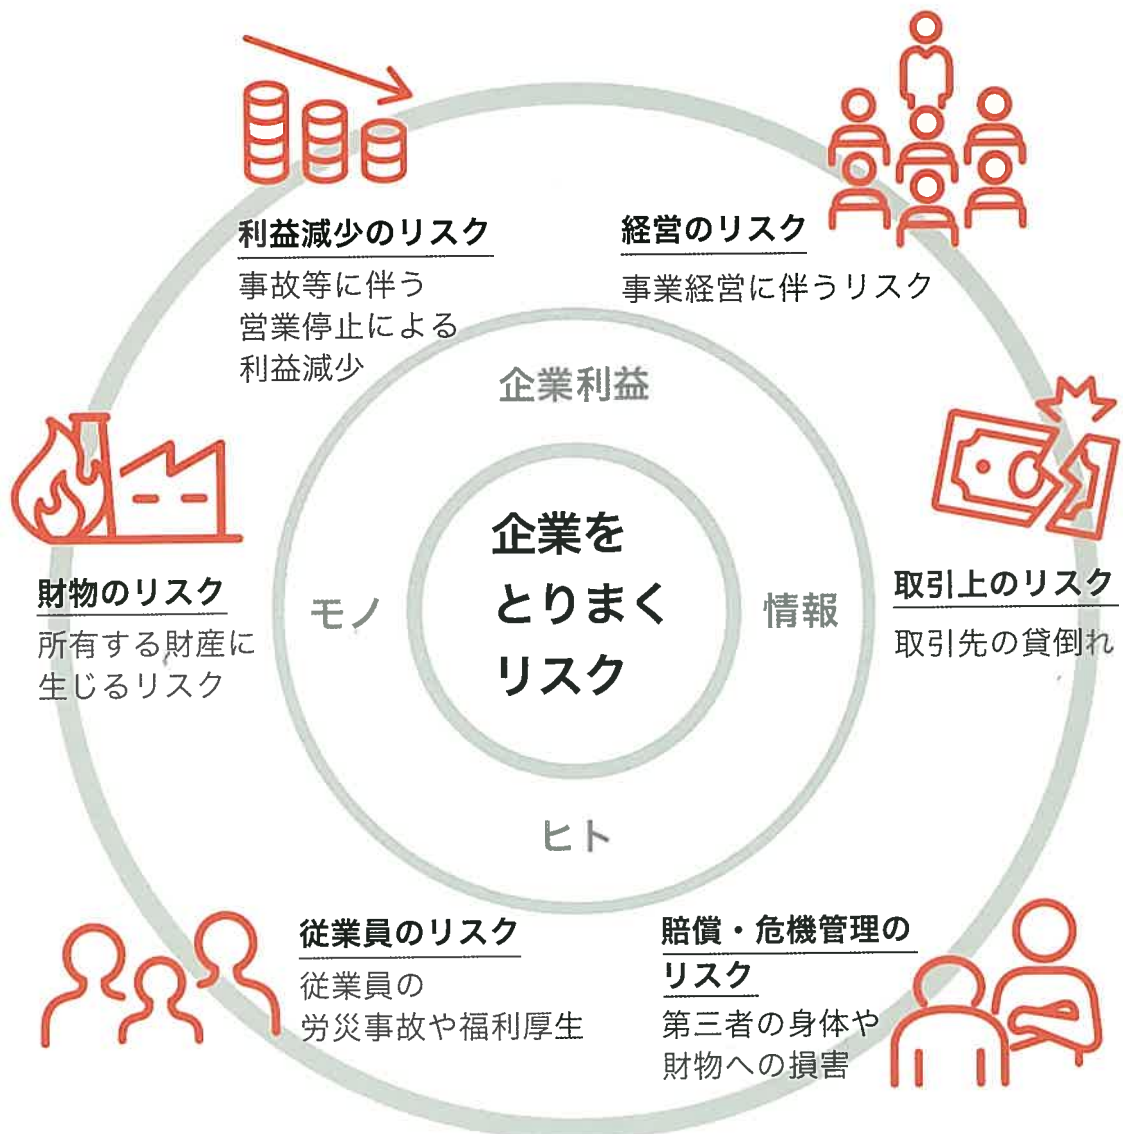 利益減少のリスク
事故等に伴う
営業停止による
利益減少
経営のリスク
事業経営に伴うリスク
企業利益
財物のリスク
所有する財産に
生じるリスク
モノ
企業を
とりまく
リスク
情報
取引上のリスク
取引先の貸倒れ
ヒト
従業員のリスク
従業員の
労災事故や福利厚生
賠償・危機管理の
リスク
第三者の身体や
財物への損害